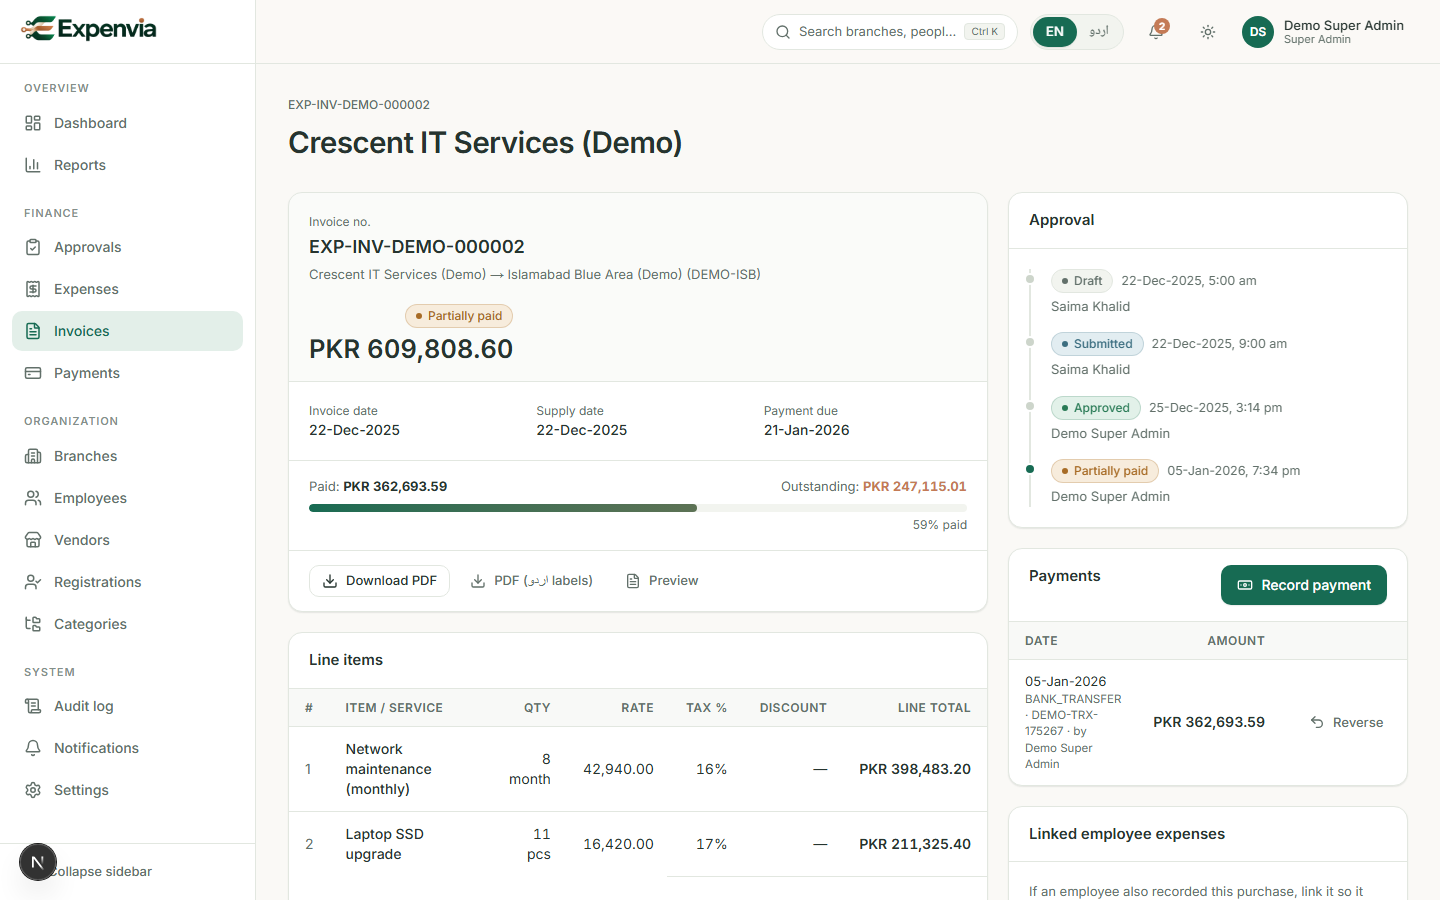 Expenvia
Search branches, peopl... Ctrl K
EN اردو
2
DS
Demo Super Admin
Super Admin
OVERVIEW
Dashboard
Reports
FINANCE
Approvals
Expenses
Invoices
Payments
ORGANIZATION
Branches
Employees
Vendors
Registrations
Categories
SYSTEM
Audit log
Notifications
Settings
N
ollapse sidebar
EXP-INV-DEMO-000002
Crescent IT Services (Demo)
Invoice no.
EXP-INV-DEMO-000002
Crescent IT Services (Demo) → Islamabad Blue Area (Demo) (DEMO-ISB)
Partially paid
PKR 609,808.60
Invoice date Supply date Payment due
22-Dec-2025 22-Dec-2025 21-Jan-2026
Paid: PKR 362,693.59 Outstanding: PKR 247,115.01
59% paid
Download PDF PDF (اردو labels) Preview
Line items
# ITEM / SERVICE QTY RATE TAX % DISCOUNT LINE TOTAL
1 Network maintenance (monthly) 8 month 42,940.00 16% — PKR 398,483.20
2 Laptop SSD upgrade 11 pcs 16,420.00 17% — PKR 211,325.40
Approval
Draft 22-Dec-2025, 5:00 am
Saima Khalid
Submitted 22-Dec-2025, 9:00 am
Saima Khalid
Approved 25-Dec-2025, 3:14 pm
Demo Super Admin
Partially paid 05-Jan-2026, 7:34 pm
Demo Super Admin
Payments
Record payment
DATE AMOUNT
05-Jan-2026
BANK_TRANSFER
· DEMO-TRX-
175267 · by
Demo Super
Admin
PKR 362,693.59 Reverse
Linked employee expenses
If an employee also recorded this purchase, link it so it